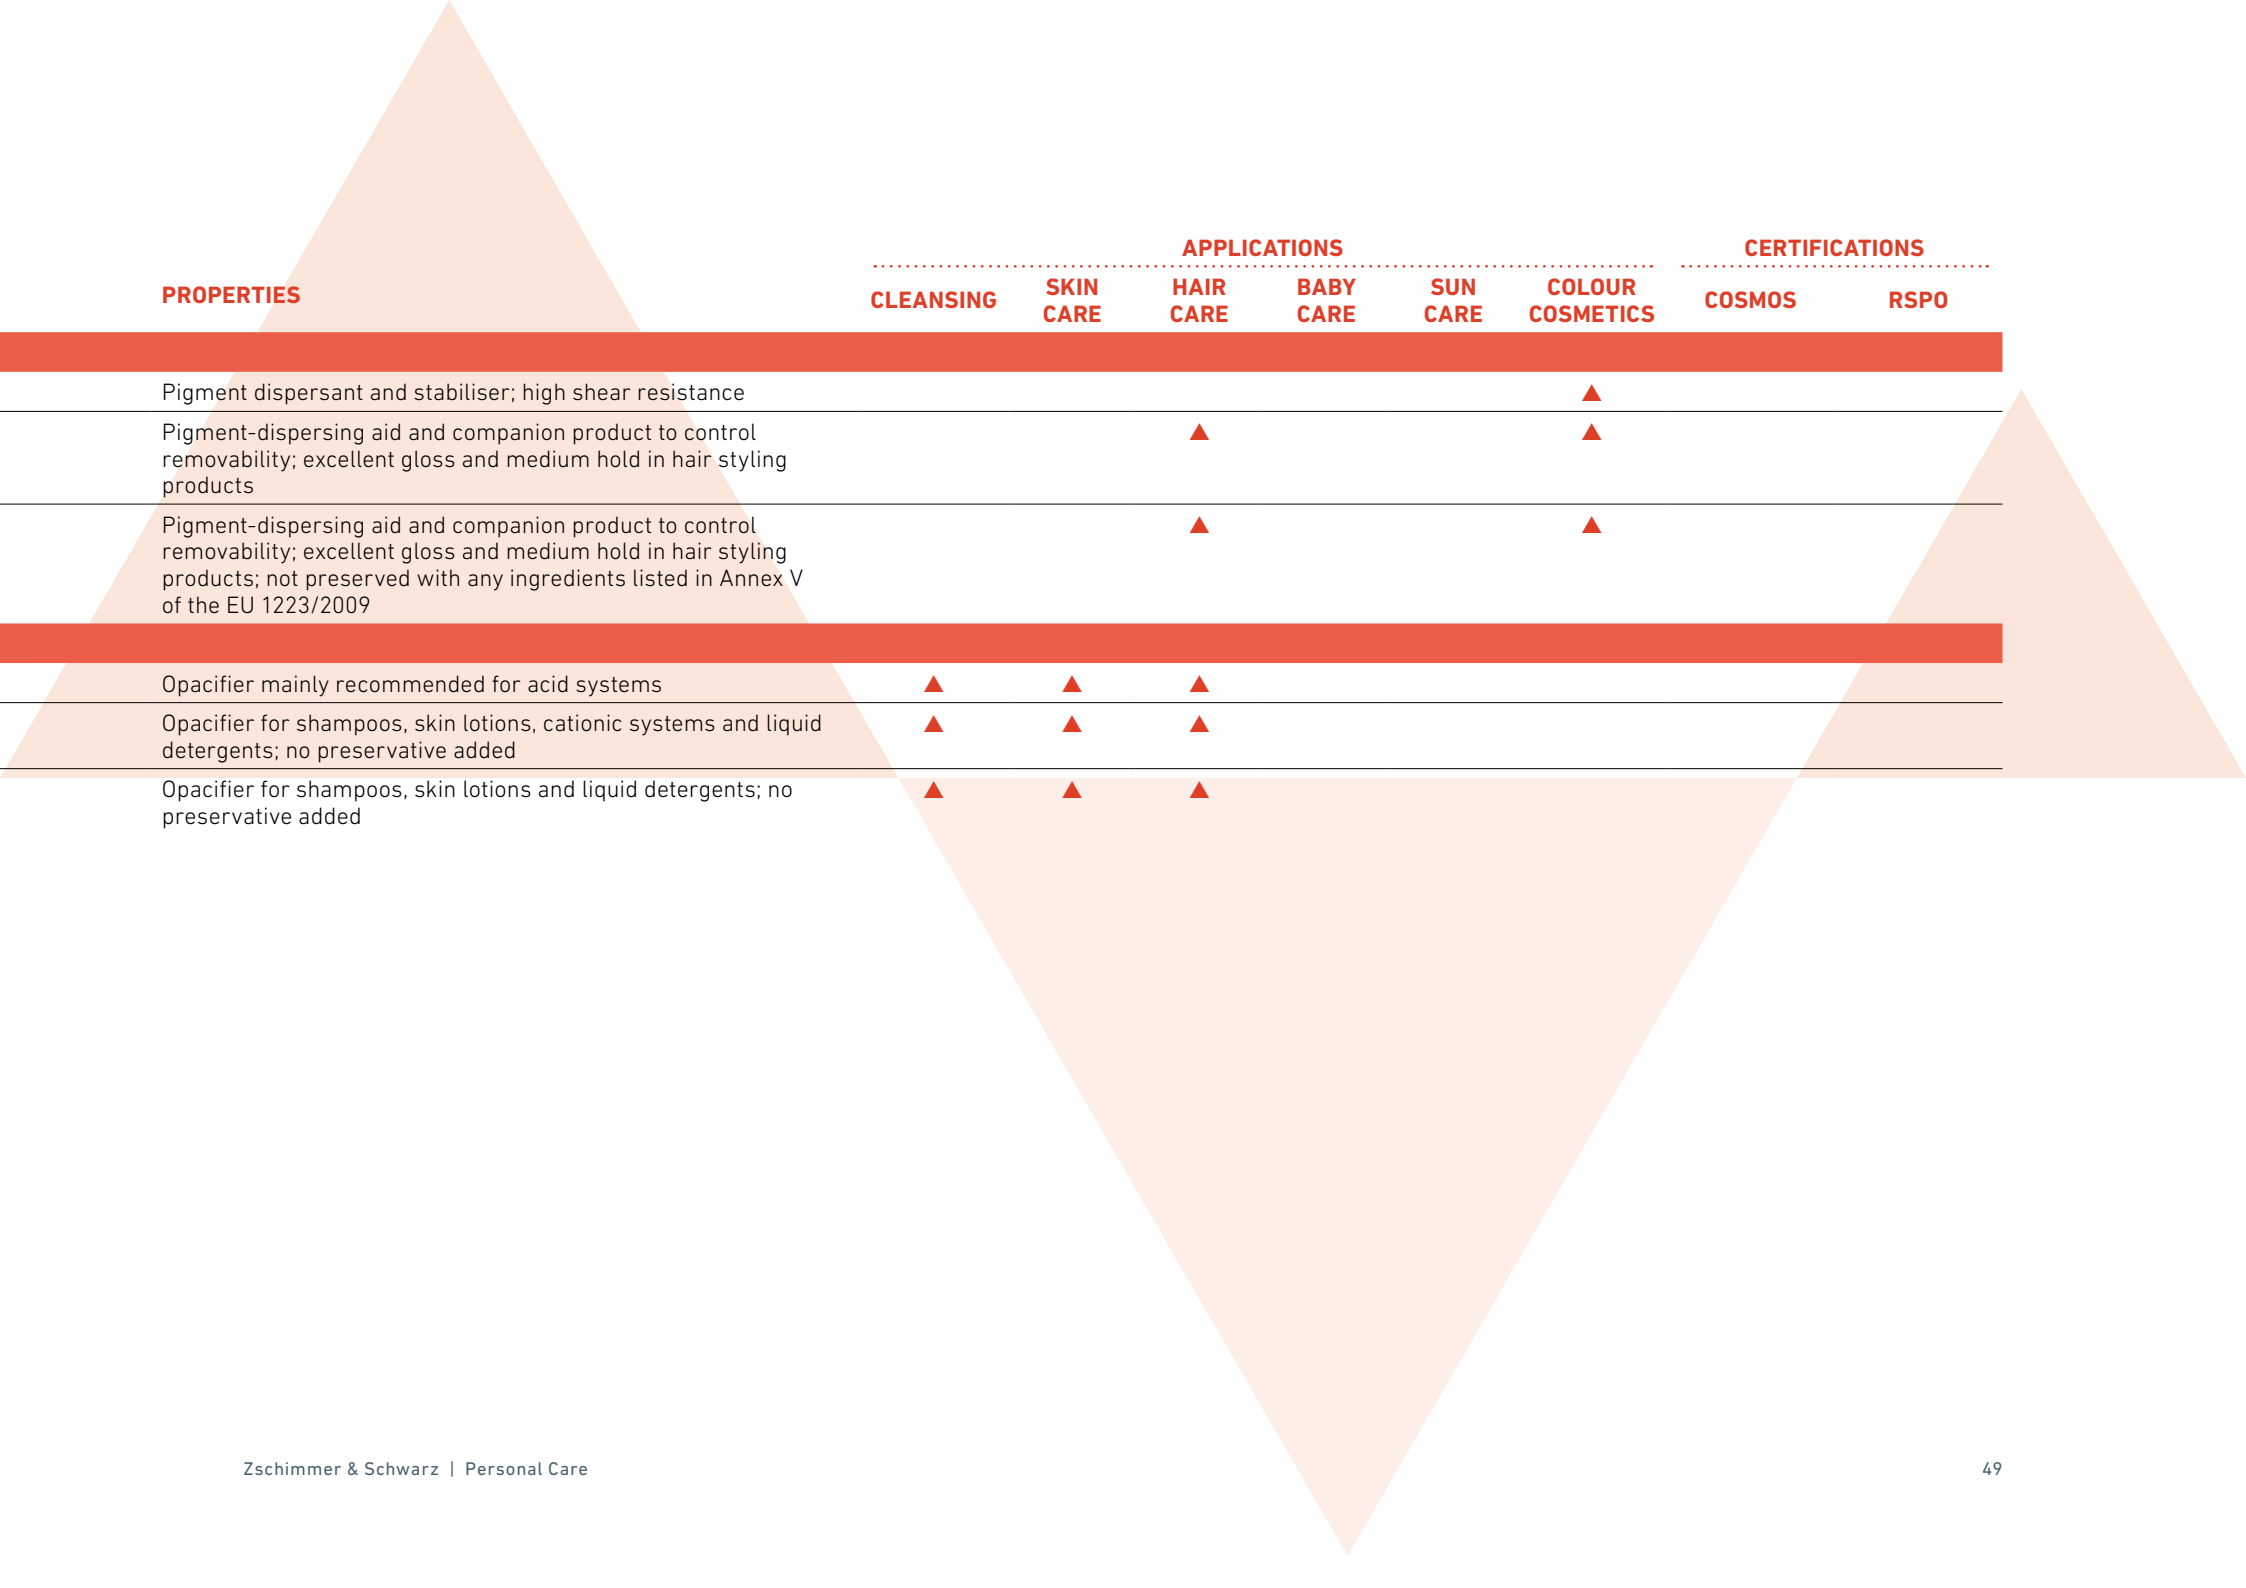 APPLICATIONS
CERTIFICATIONS
PROPERTIES
CLEANSING
SKIN
CARE
HAIR
CARE
BABY
CARE
SUN
CARE
COLOUR
COSMETICS
COSMOS
RSPO
Pigment dispersant and stabiliser; high shear resistance
Pigment-dispersing aid and companion product to control
removability; excellent gloss and medium hold in hair styling
products
Pigment-dispersing aid and companion product to control
removability; excellent gloss and medium hold in hair styling
products; not preserved with any ingredients listed in Annex V
of the EU 1223/2009
Opacifier mainly recommended for acid systems
Opacifier for shampoos, skin lotions, cationic systems and liquid
detergents; no preservative added
Opacifier for shampoos, skin lotions and liquid detergents; no
preservative added
Zschimmer & Schwarz | Personal Care
49